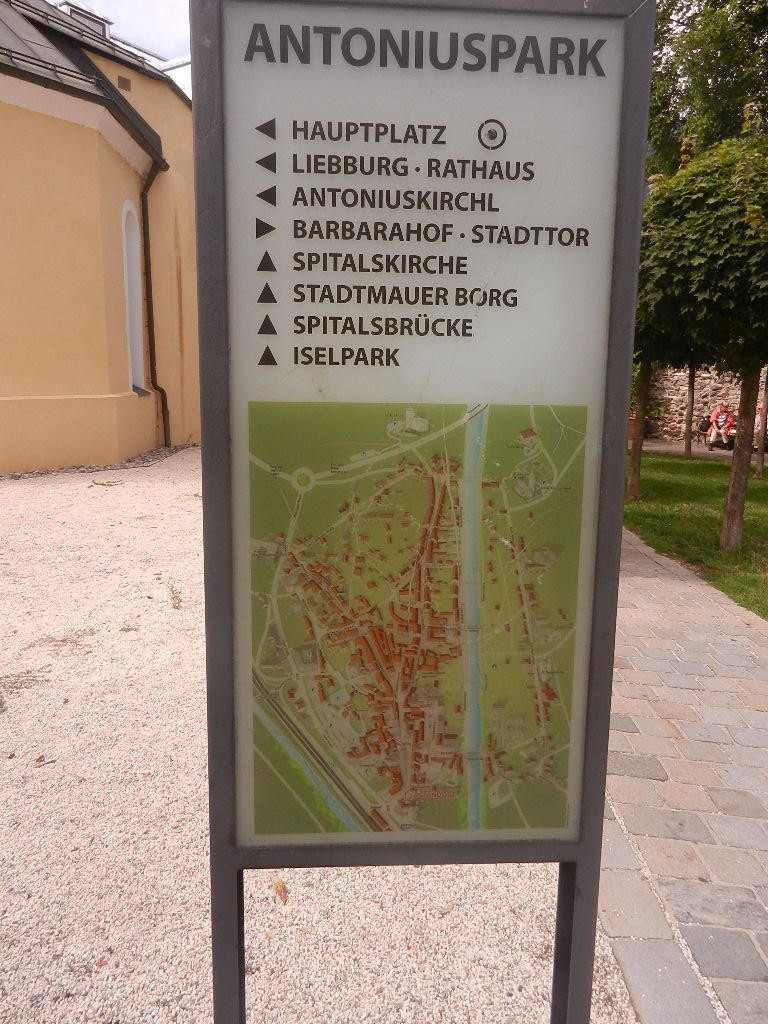 ANTONIUSPARK
HAUPTPLATZ
LIEBBURG · RATHAUS
ANTONIUSKIRCHL
BARBARAHOF · STADTTOR
SPITALSKIRCHE
STADTMAUER BORG
SPITALSBRÜCKE
ISELPARK